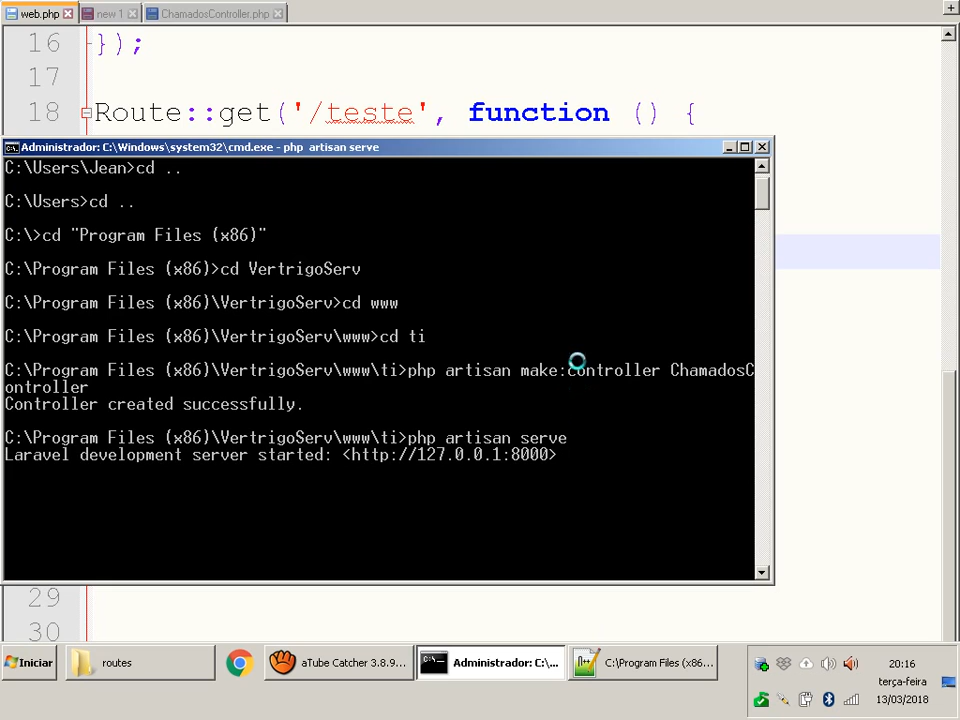 web.php
new 1
ChamadosController.php
16 });
17
18 Route::get('/teste', function () {
Administrador: C:\Windows\system32\cmd.exe - php artisan serve
C:\Users\Jean>cd ..
C:\Users>cd ..
C:\>cd "Program Files (x86)"
C:\Program Files (x86)>cd VertrigoServ
C:\Program Files (x86)\VertrigoServ>cd www
C:\Program Files (x86)\VertrigoServ\www>cd ti
C:\Program Files (x86)\VertrigoServ\www\ti>php artisan make:controller ChamadosC
ontroller
Controller created successfully.
C:\Program Files (x86)\VertrigoServ\www\ti>php artisan serve
Laravel development server started: <http://127.0.0.1:8000>
29
30
Iniciar
routes
aTube Catcher 3.8.9...
Administrador: C:\...
C:\Program Files (x86...
20:16
terça-feira
13/03/2018